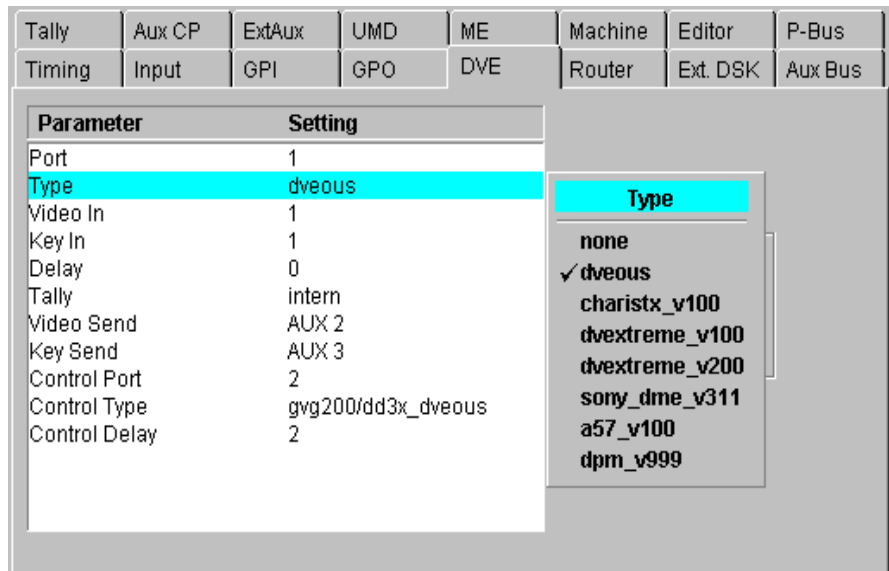 Tally Aux CP ExtAux UMD ME Machine Editor P-Bus
Timing Input GPI GPO DVE Router Ext. DSK Aux Bus
Parameter Setting
Port 1
Type dveous
Video In 1
Key In 1
Delay 0
Tally intern
Video Send AUX 2
Key Send AUX 3
Control Port 2
Control Type gvg200/dd3x_dveous
Control Delay 2
Type
none
✓ dveous
charistx_v100
dvextreme_v100
dvextreme_v200
sony_dme_v311
a57_v100
dpm_v999